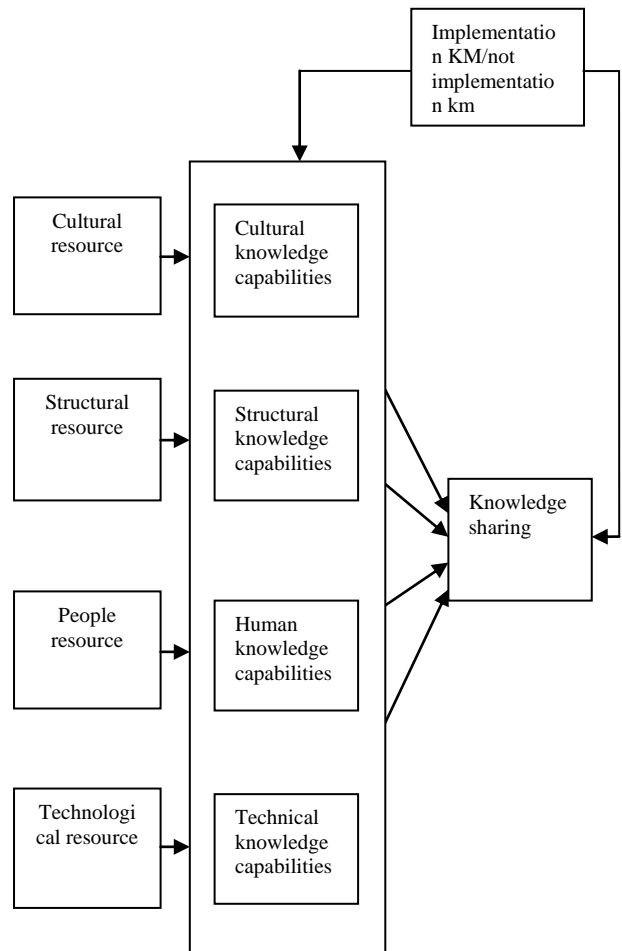 Implementatio
n KM/not
implementatio
n km
Cultural
resource
Cultural
knowledge
capabilities
Structural
resource
Structural
knowledge
capabilities
Knowledge
sharing
People
resource
Human
knowledge
capabilities
Technologi
cal resource
Technical
knowledge
capabilities